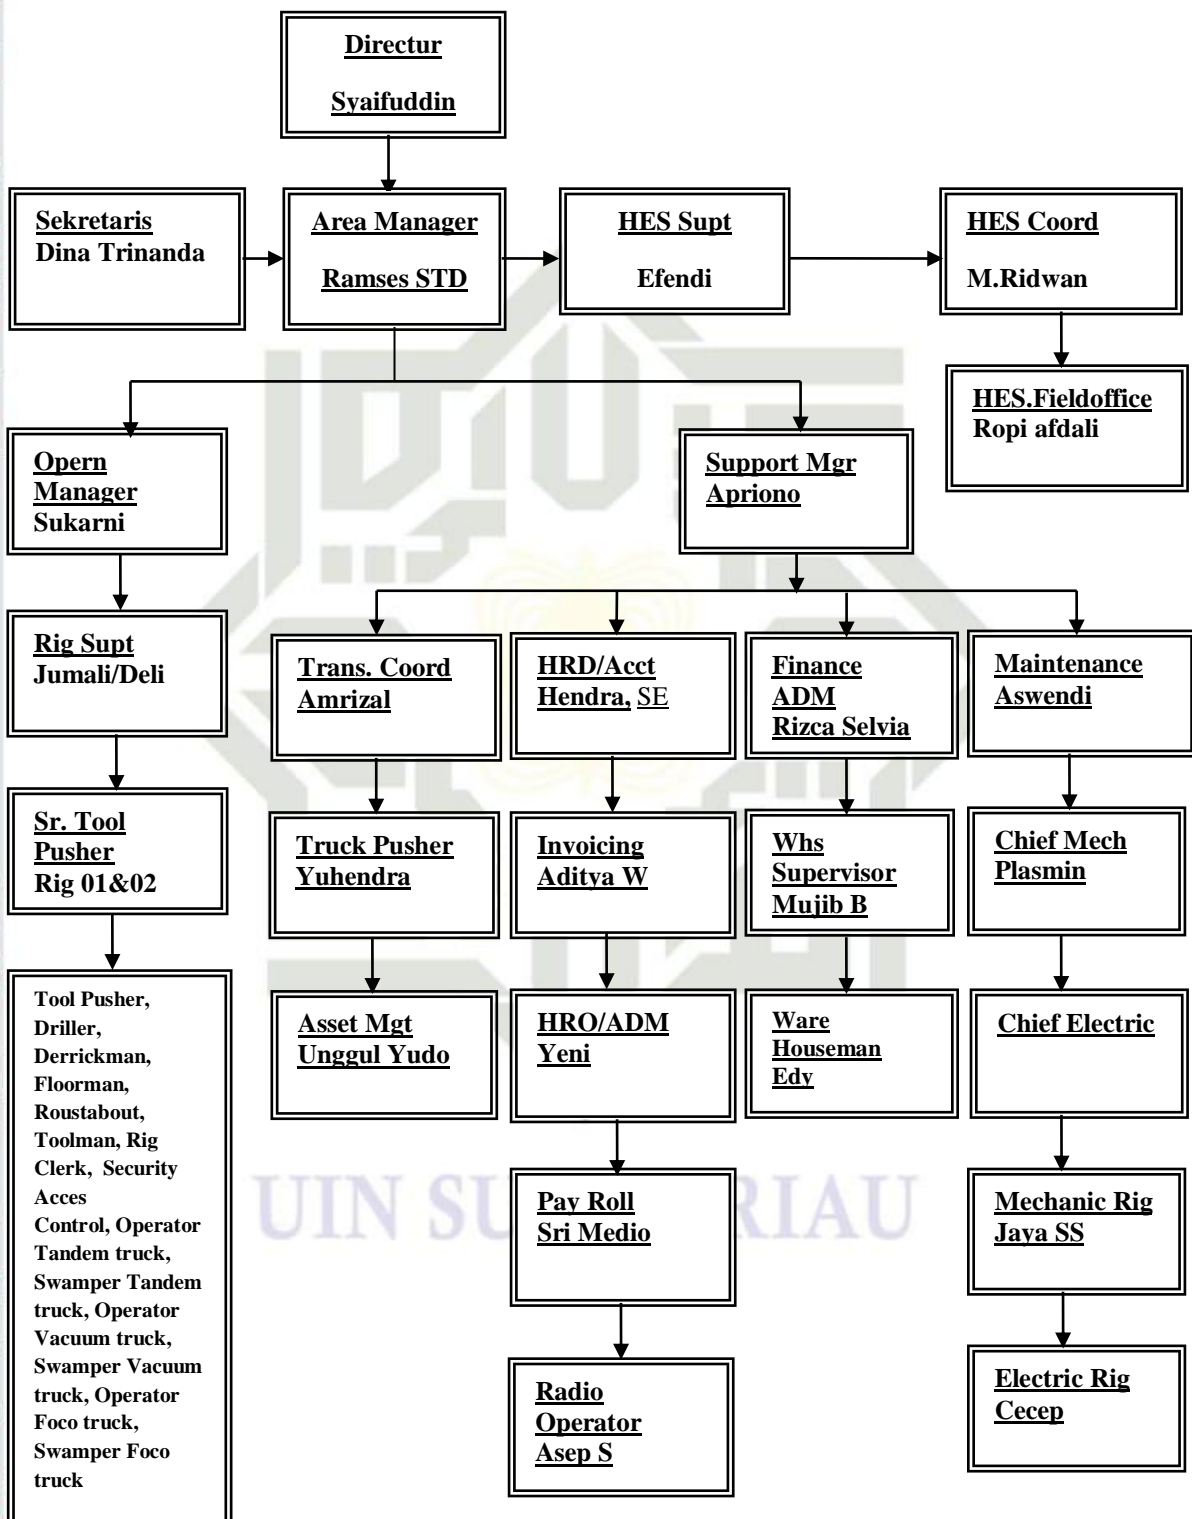 Directur
Syaifuddin
Sekretaris
Dina Trinanda
Area Manager
Ramses STD
HES Supt
Efendi
HES Coord
M.Ridwan
HES.Fieldoffice
Ropi afdali
Opern
Manager
Sukarni
Support Mgr
Apriono
Rig Supt
Jumali/Deli
Trans. Coord
Amrizal
HRD/Acct
Hendra, SE
Finance
ADM
Rizca Selvia
Maintenance
Aswendi
Sr. Tool
Pusher
Rig 01&02
Truck Pusher
Yuhendra
Invoicing
Aditya W
Whs
Supervisor
Mujib B
Chief Mech
Plasmin
Tool Pusher,
Driller,
Derrickman,
Floorman,
Roustabout,
Toolman, Rig
Clerk, Security
Acces
Control, Operator
Tandem truck,
Swamper Tandem
truck, Operator
Vacuum truck,
Swamper Vacuum
truck, Operator
Foco truck,
Swamper Foco
truck
Asset Mgt
Unggul Yudo
HRO/ADM
Yeni
Ware
Houseman
Edy
Chief Electric
Pay Roll
Sri Medio
Mechanic Rig
Jaya SS
Radio
Operator
Asep S
Electric Rig
Cecep
UIN SU RIAU